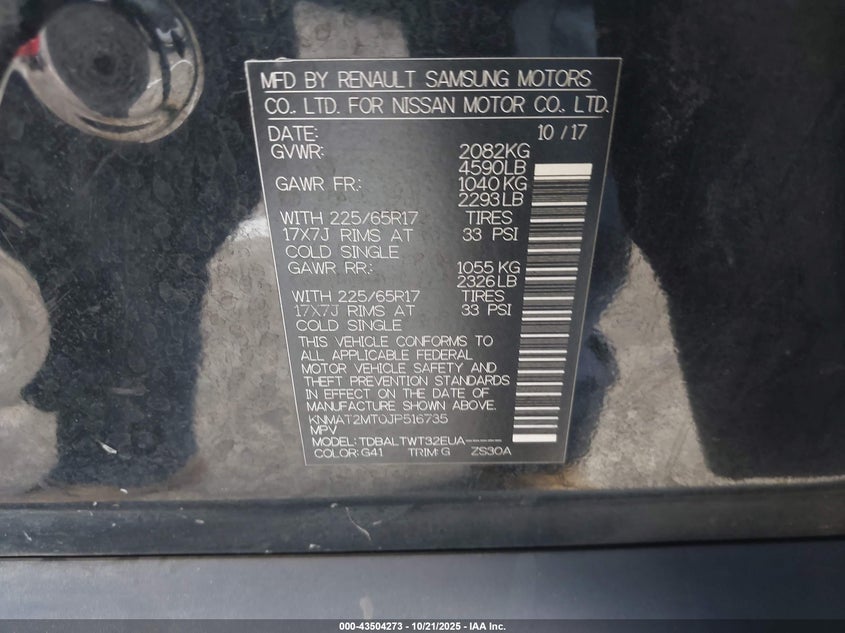 MFD BY RENAULT SAMSUNG MOTORS
CO., LTD. FOR NISSAN MOTOR CO., LTD.
DATE: 10/17
GVWR: 2082KG
4590LB
GAWR FR.: 1040KG
2293LB
WITH 225/65R17 TIRES
17X7J RIMS AT 33 PSI
COLD SINGLE
GAWR RR.: 1055 KG
2326LB
WITH 225/65R17 TIRES
17X7J RIMS AT 33 PSI
COLD SINGLE
THIS VEHICLE CONFORMS TO
ALL APPLICABLE FEDERAL
MOTOR VEHICLE SAFETY AND
THEFT PREVENTION STANDARDS
IN EFFECT ON THE DATE OF
MANUFACTURE SHOWN ABOVE.
KNMAT2MT0JP516735
MPV
MODEL: TDBALTWT32EUA-----
COLOR: G41 TRIM: G ZS30A
000-43504273 - 10/21/2025 - IAA Inc.